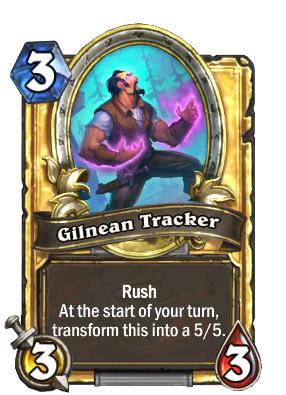 3
Gilnean Tracker
Rush
At the start of your turn,
transform this into a 5/5.
3
3